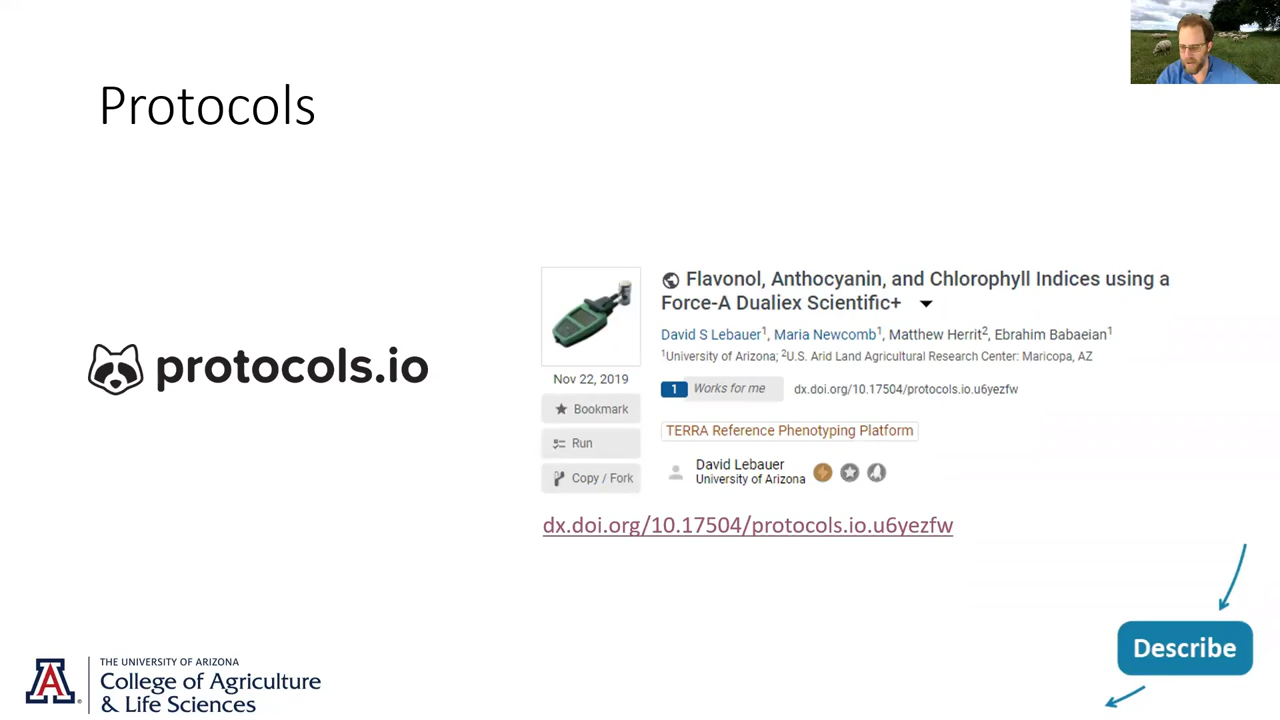 Protocols
protocols.io
Flavonol, Anthocyanin, and Chlorophyll Indices using a
Force-A Dualiex Scientific+
David S Lebauer1, Maria Newcomb1, Matthew Herrit2, Ebrahim Babaeian1
1University of Arizona; 2U.S. Arid Land Agricultural Research Center: Maricopa, AZ
Nov 22, 2019
1 Works for me dx.doi.org/10.17504/protocols.io.u6yezfw
Bookmark
TERRA Reference Phenotyping Platform
Run
David Lebauer
University of Arizona
Copy / Fork
dx.doi.org/10.17504/protocols.io.u6yezfw
Describe
A
THE UNIVERSITY OF ARIZONA
College of Agriculture
& Life Sciences